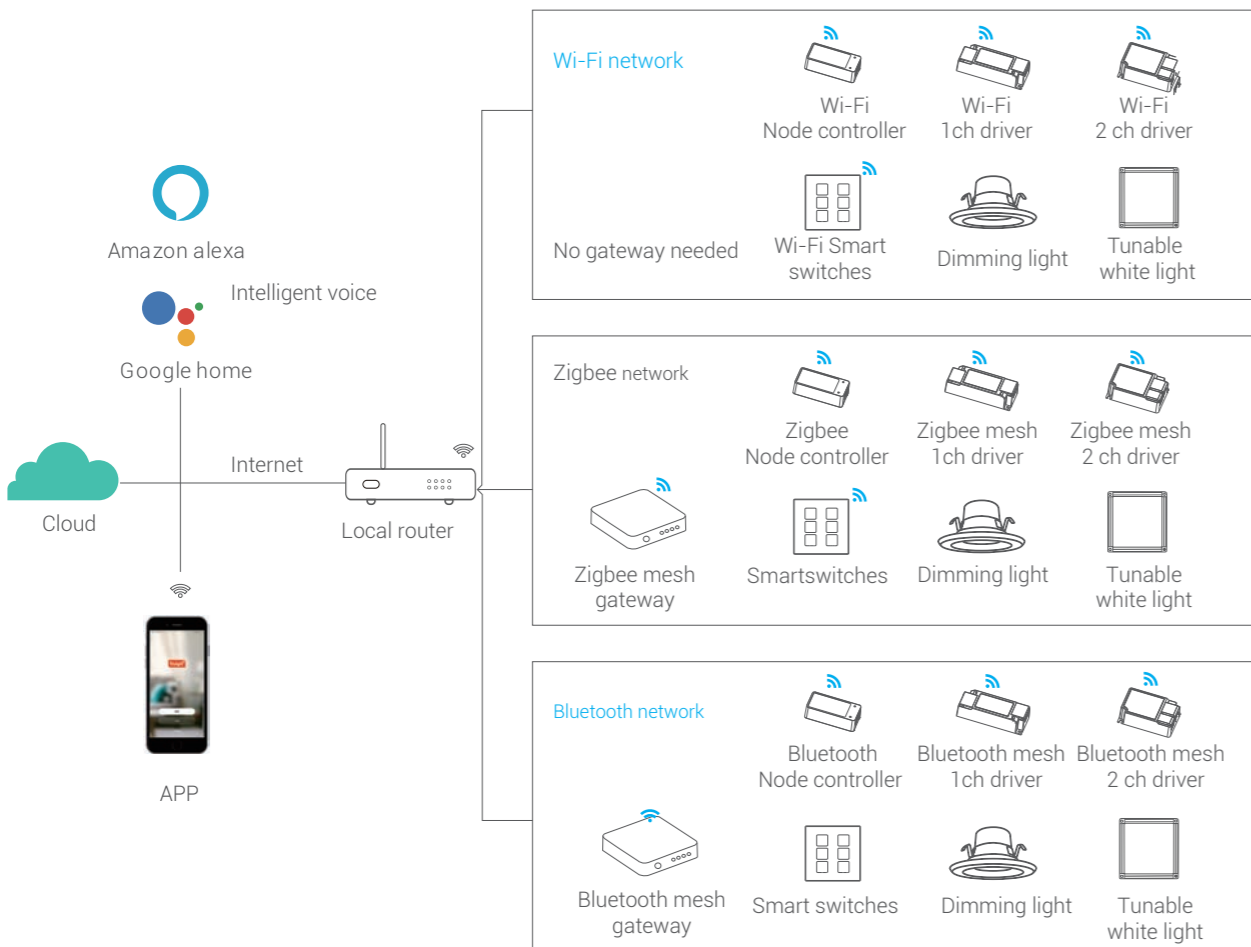 Amazon alexa
Intelligent voice
Google home
Internet
Cloud
Local router
APP
Wi-Fi network
Wi-Fi
Node controller
Wi-Fi
1ch driver
Wi-Fi
2 ch driver
No gateway needed
Wi-Fi Smart
switches
Dimming light
Tunable
white light
Zigbee network
Zigbee
Node controller
Zigbee mesh
1ch driver
Zigbee mesh
2 ch driver
Zigbee mesh
gateway
Smartswitches
Dimming light
Tunable
white light
Bluetooth network
Bluetooth
Node controller
Bluetooth mesh
1ch driver
Bluetooth mesh
2 ch driver
Bluetooth mesh
gateway
Smart switches
Dimming light
Tunable
white light